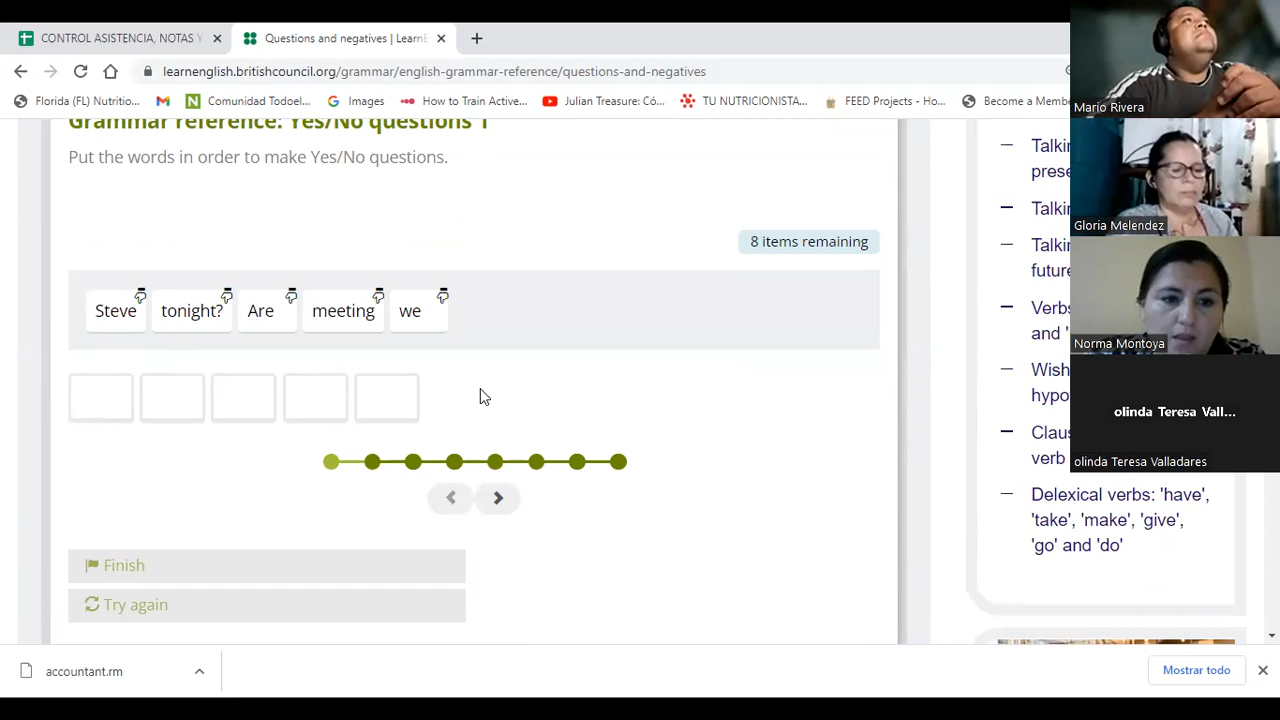 CONTROL ASISTENCIA, NOTAS Y
Questions and negatives | LearnE
learnenglish.britishcouncil.org/grammar/english-grammar-reference/questions-and-negatives
Florida (FL) Nutritio...
Comunidad Todoel...
Images
How to Train Active...
Julian Treasure: Có...
TU NUTRICIONISTA...
FEED Projects - Ho...
Become a Membe
Grammar reference: Yes/No questions 1
Put the words in order to make Yes/No questions.
8 items remaining
Steve tonight? Are meeting we
Finish
Try again
Talkin
prese
Talkin
Talkin
future
Verbs
and '
Wish
hypo
Claus
verb
Delexical verbs: 'have',
'take', 'make', 'give',
'go' and 'do'
Mario Rivera
Gloria Melendez
Norma Montoya
olinda Teresa Vall...
olinda Teresa Valladares
accountant.rm
Mostrar todo